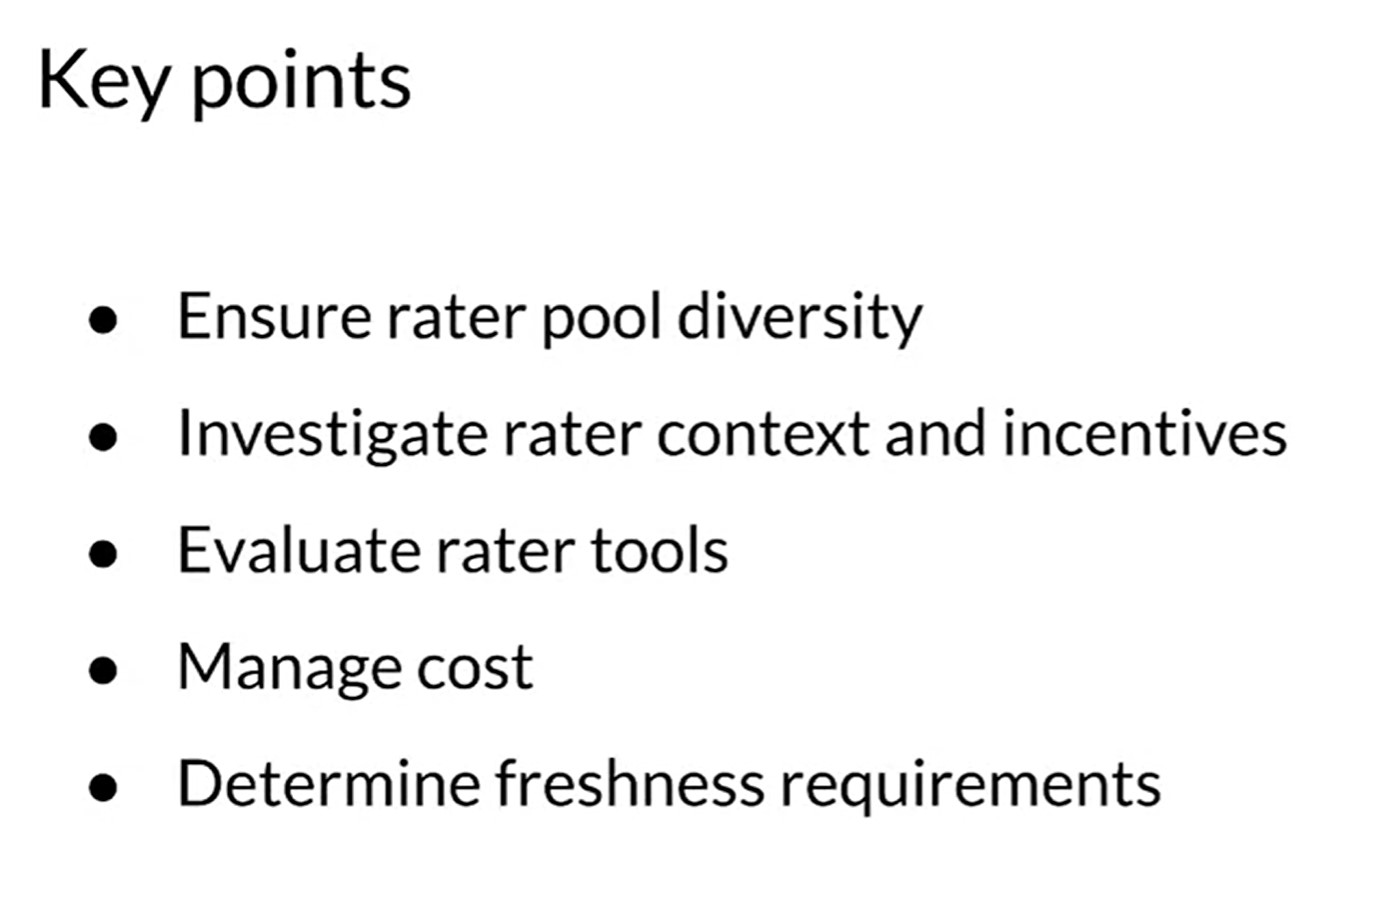 Key points
● Ensure rater pool diversity
● Investigate rater context and incentives
● Evaluate rater tools
● Manage cost
● Determine freshness requirements